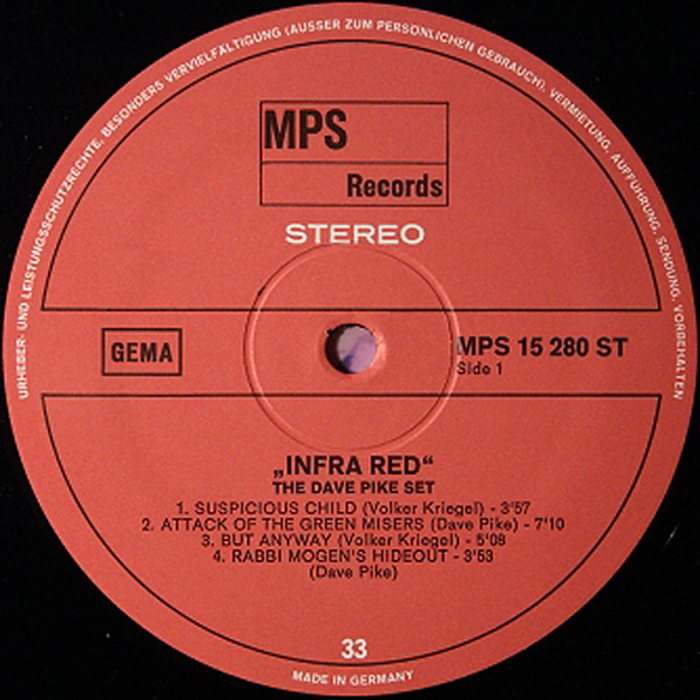 URHEBER- UND LEISTUNGSSCHUTZRECHTE, BESONDERS VERVIELFÄLTIGUNG (AUSSER ZUM PERSÖNLICHEN GEBRAUCH), VERMIETUNG, AUFFÜHRUNG, SENDUNG, VORBEHALTEN
MPS
Records
STEREO
GEMA
MPS 15 280 ST
Side 1
„INFRA RED“
THE DAVE PIKE SET
1. SUSPICIOUS CHILD (Volker Kriegel) - 3'57
2. ATTACK OF THE GREEN MISERS (Dave Pike) - 7'10
3. BUT ANYWAY (Volker Kriegel) - 5'08
4. RABBI MOGEN'S HIDEOUT - 3'53
(Dave Pike)
33
MADE IN GERMANY